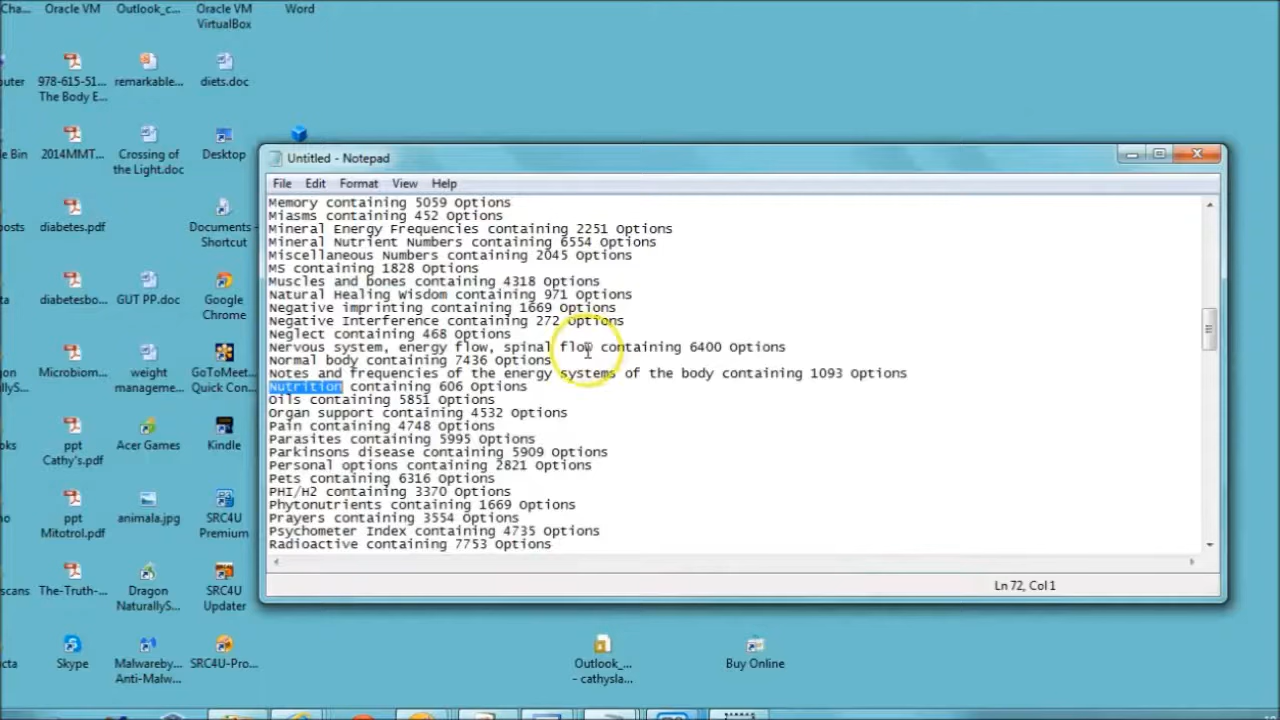 Cha...
Oracle VM
Outlook_c...
Oracle VM
VirtualBox
Word
puter
978-615-51...
The Body E...
remarkable...
diets.doc
le Bin
2014MMT...
Crossing of
the Light.doc
Desktop
posts
diabetes.pdf
Documents -
Shortcut
diabetesbo...
GUT PP.doc
Google
Chrome
Microbiom...
weight
manageme...
GoToMeet...
Quick Con...
ppt
Cathy's.pdf
Acer Games
Kindle
ppt
Mitotrol.pdf
animala.jpg
SRC4U
Premium
scans
The-Truth-...
Dragon
NaturallyS...
SRC4U
Updater
Skype
Malwareby...
Anti-Malw...
SRC4U-Pro...
Outlook_...
- cathysla...
Buy Online
Untitled - Notepad
File Edit Format View Help
Memory containing 5059 Options
Miasms containing 452 Options
Mineral Energy Frequencies containing 2251 Options
Mineral Nutrient Numbers containing 6554 Options
Miscellaneous Numbers containing 2045 Options
MS containing 1828 Options
Muscles and bones containing 4318 Options
Natural Healing Wisdom containing 971 Options
Negative imprinting containing 1669 Options
Negative Interference containing 272 Options
Neglect containing 468 Options
Nervous system, energy flow, spinal flow containing 6400 Options
Normal body containing 7436 Options
Notes and frequencies of the energy systems of the body containing 1093 Options
Nutrition containing 606 Options
Oils containing 5851 Options
Organ support containing 4532 Options
Pain containing 4748 Options
Parasites containing 5995 Options
Parkinsons disease containing 5909 Options
Personal options containing 2821 Options
Pets containing 6316 Options
PHI/H2 containing 3370 Options
Phytonutrients containing 1669 Options
Prayers containing 3554 Options
Psychometer Index containing 4735 Options
Radioactive containing 7753 Options
Ln 72, Col 1